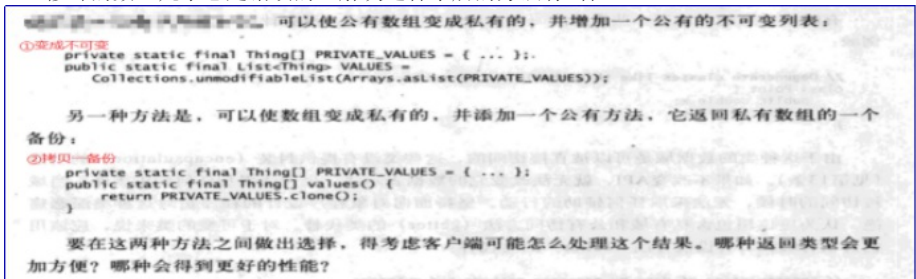 可以使公有数组变成私有的，并增加一个公有的不可变列表：
①变成不可变
private static final Thing[] PRIVATE_VALUES = { ... };
public static final List<Thing> VALUES =
Collections.unmodifiableList(Arrays.asList(PRIVATE_VALUES));
另一种方法是，可以使数组变成私有的，并添加一个公有方法，它返回私有数组的一个
备份：
②拷贝一备份
private static final Thing[] PRIVATE_VALUES = { ... };
public static final Thing[] values() {
return PRIVATE_VALUES.clone();
}
要在这两种方法之间做出选择，得考虑客户端可能怎么处理这个结果。哪种返回类型会更
加方便？哪种会得到更好的性能？